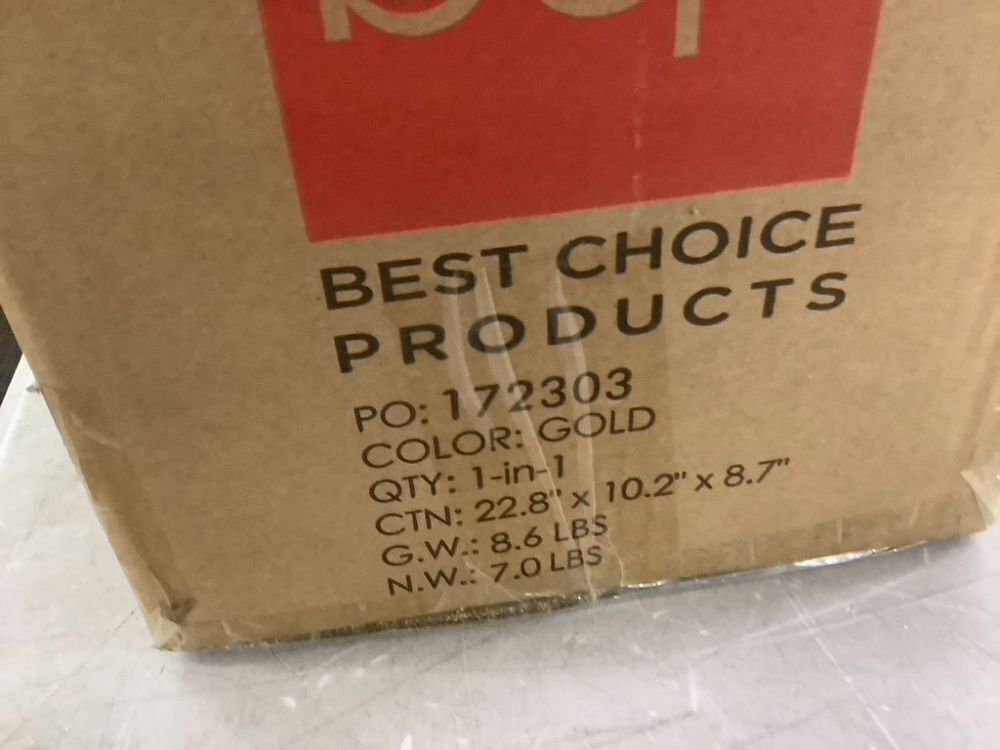 bcp
BEST CHOICE
PRODUCTS
PO: 172303
COLOR: GOLD
QTY: 1-in-1
CTN: 22.8" x 10.2" x 8.7"
G.W.: 8.6 LBS
N.W.: 7.0 LBS